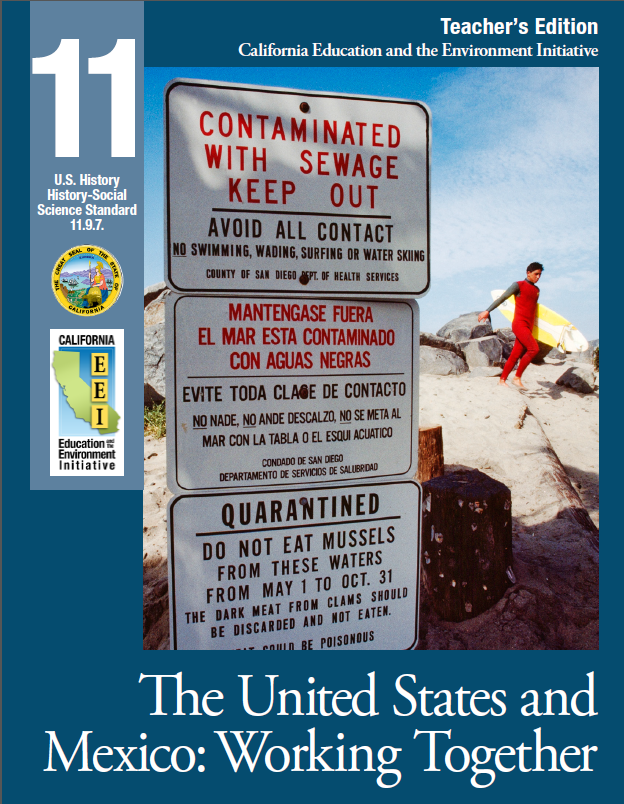 Teacher's Edition
California Education and the Environment Initiative
11
U.S. History
History-Social
Science Standard
11.9.7.
THE GREAT SEAL OF THE STATE OF CALIFORNIA
CALIFORNIA
E
E
I
Education and the
Environment
Initiative
CONTAMINATED
WITH SEWAGE
KEEP OUT
AVOID ALL CONTACT
NO SWIMMING, WADING, SURFING OR WATER SKIING
COUNTY OF SAN DIEGO DEPT. OF HEALTH SERVICES
MANTENGASE FUERA
EL MAR ESTA CONTAMINADO
CON AGUAS NEGRAS
EVITE TODA CLASE DE CONTACTO
NO NADE, NO ANDE DESCALZO, NO SE META AL
MAR CON LA TABLA O EL ESQUI ACUATICO
CONDADO DE SAN DIEGO
DEPARTAMENTO DE SERVICIOS DE SALUBRIDAD
QUARANTINED
DO NOT EAT MUSSELS
FROM THESE WATERS
FROM MAY 1 TO OCT. 31
THE DARK MEAT FROM CLAMS SHOULD
BE DISCARDED AND NOT EATEN.
COULD BE POISONOUS
The United States and
Mexico: Working Together